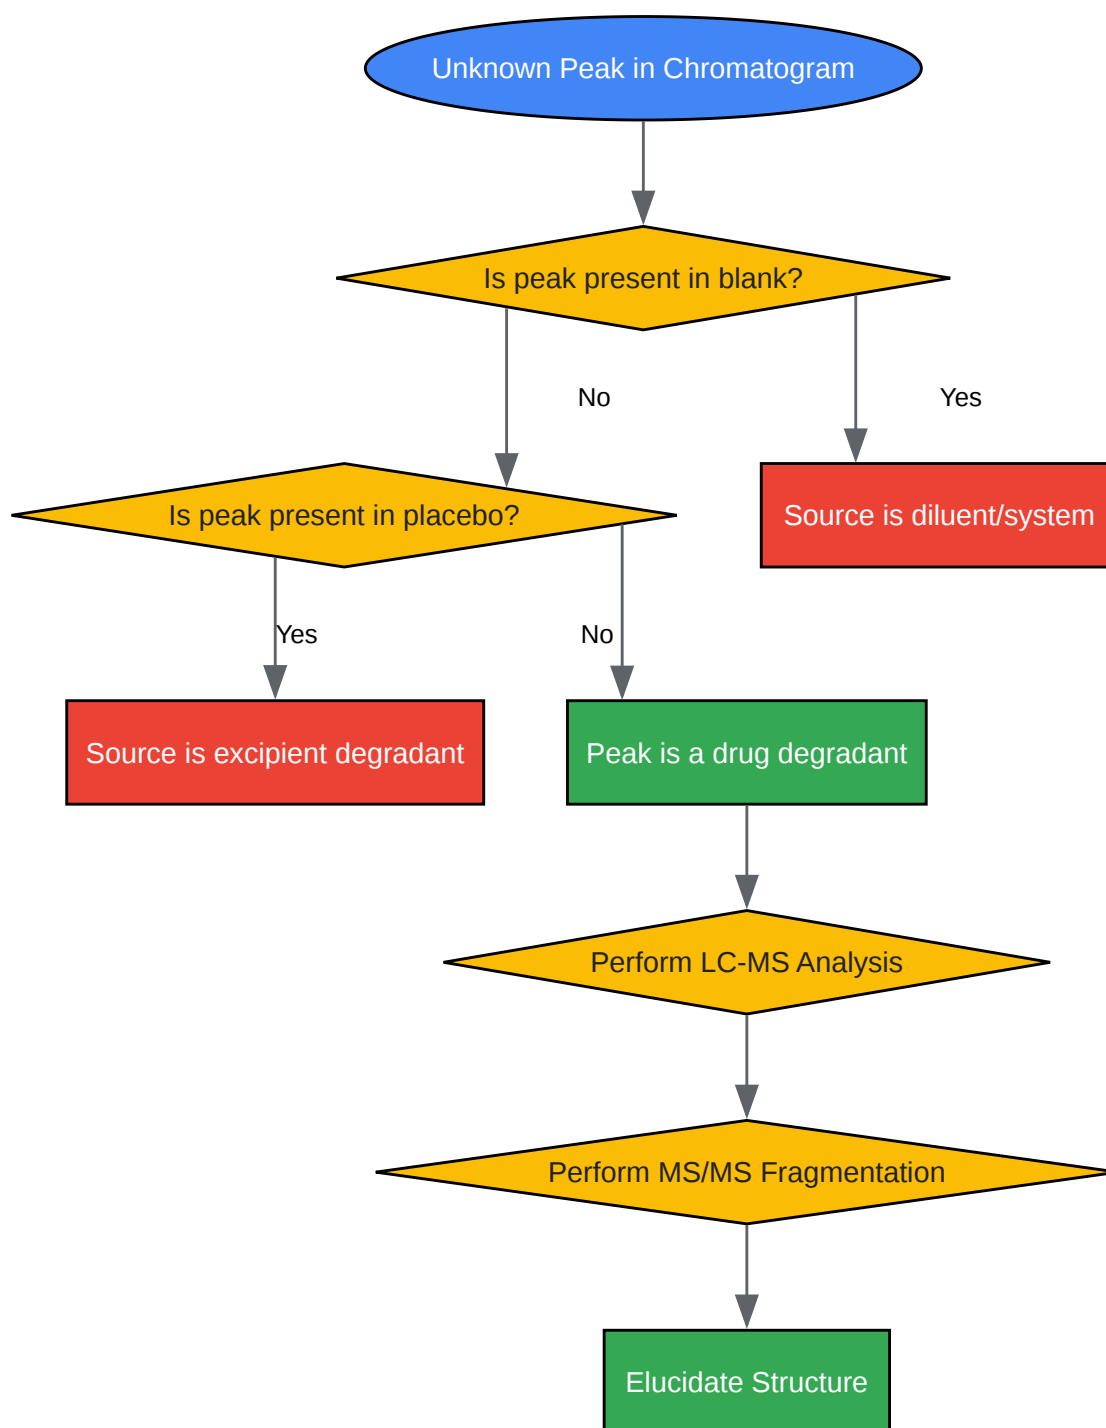 Unknown Peak in Chromatogram
Is peak present in blank?
No
Yes
Is peak present in placebo?
Source is diluent/system
Yes
No
Source is excipient degradant
Peak is a drug degradant
Perform LC-MS Analysis
Perform MS/MS Fragmentation
Elucidate Structure